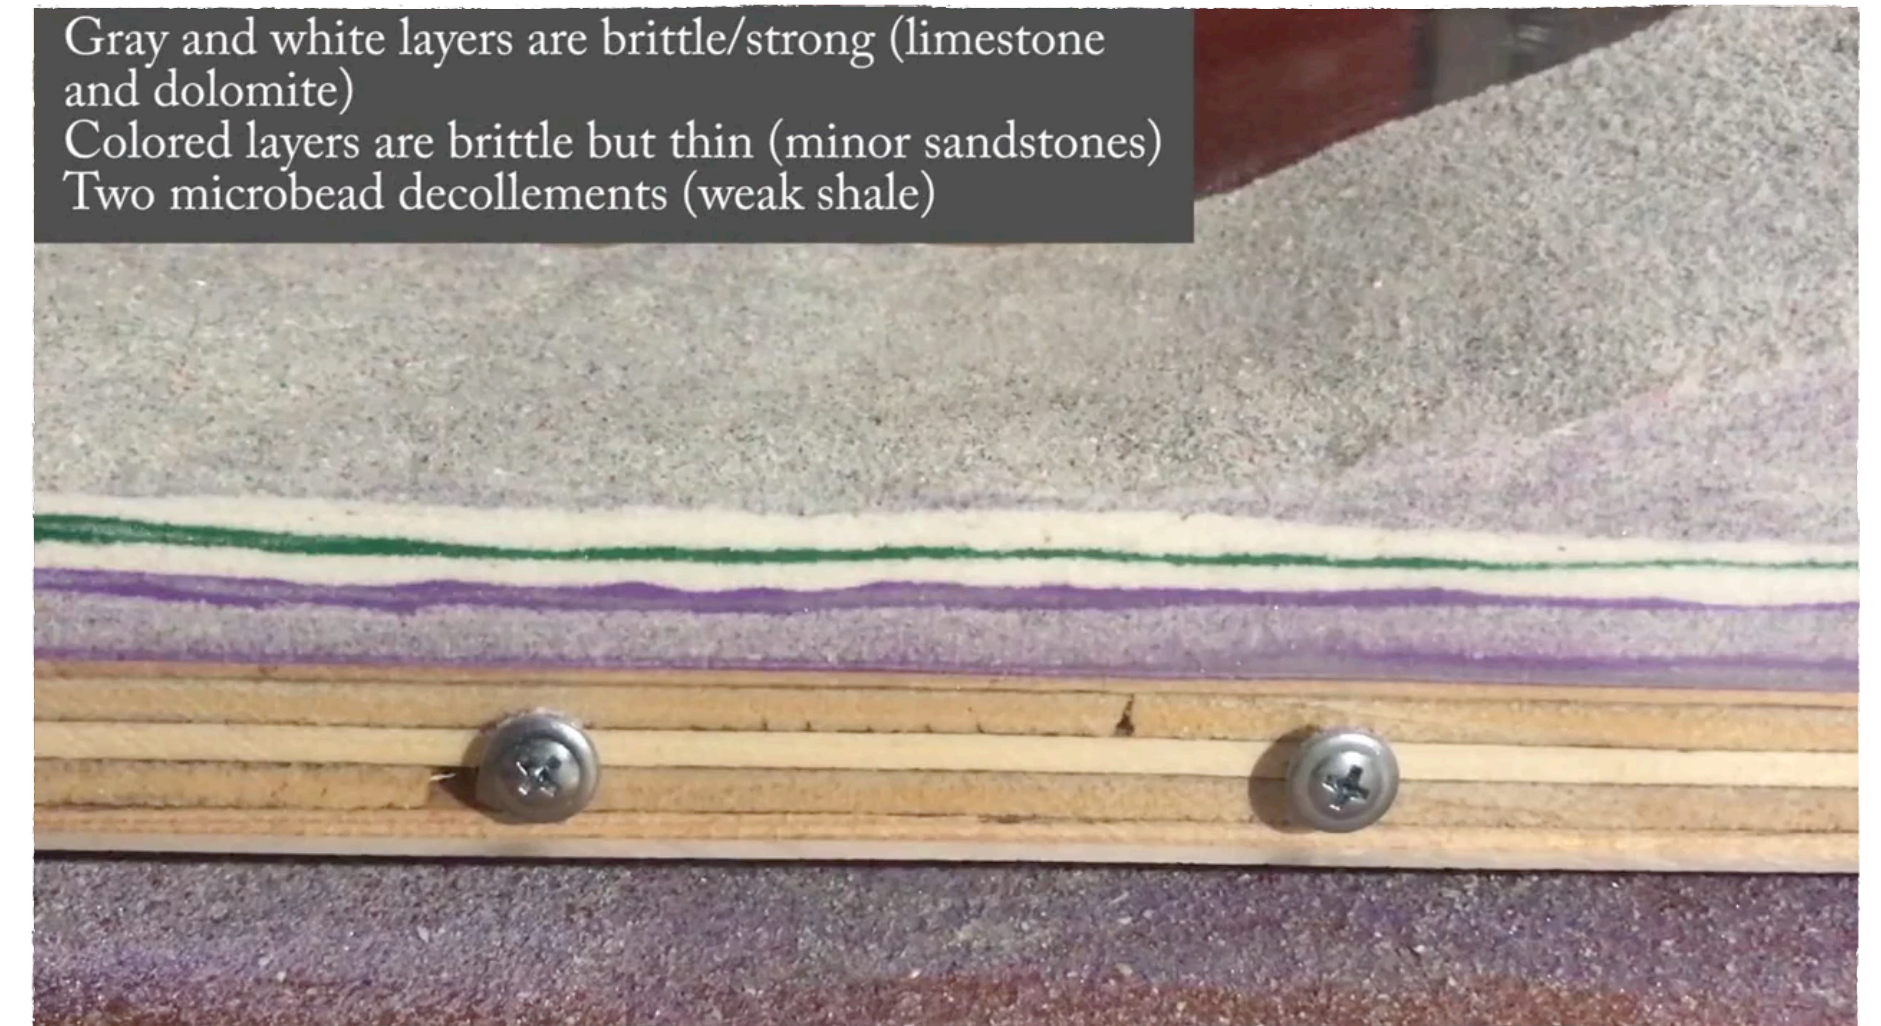 Gray and white layers are brittle/strong (limestone
and dolomite)
Colored layers are brittle but thin (minor sandstones)
Two microbead decollements (weak shale)